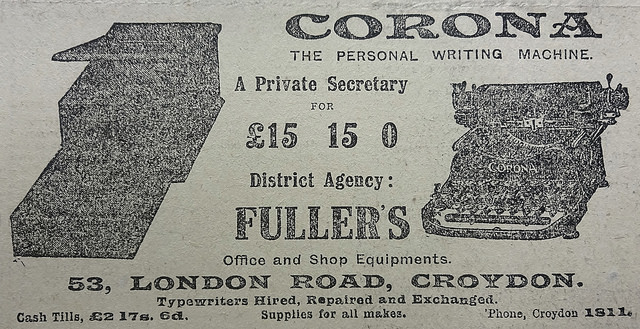 CORONA
THE PERSONAL WRITING MACHINE.
A Private Secretary
FOR
£15 15 0
District Agency:
FULLER'S
CORONA
Office and Shop Equipments.
53, LONDON ROAD, CROYDON.
Typewriters Hired, Repaired and Exchanged.
Cash Tills, £2 17s. 6d. Supplies for all makes. 'Phone, Croydon 1811.